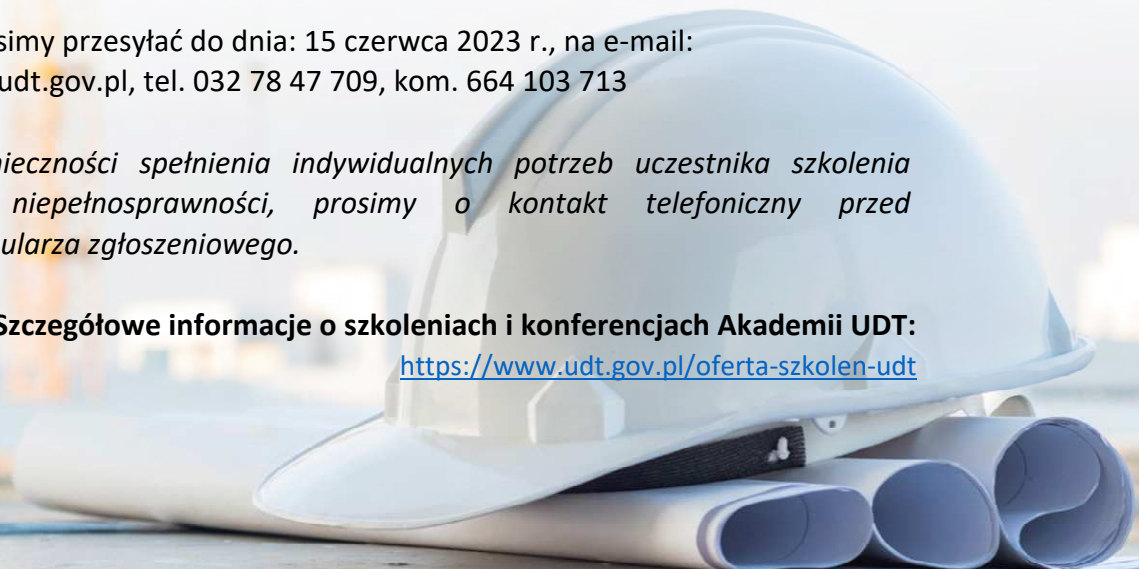 simy przesyłać do dnia: 15 czerwca 2023 r., na e-mail:
udt.gov.pl, tel. 032 78 47 709, kom. 664 103 713
nieczności spełnienia indywidualnych potrzeb uczestnika szkolenia
niepełnosprawności, prosimy o kontakt telefoniczny przed
ularza zgłoszeniowego.
Szczegółowe informacje o szkoleniach i konferencjach Akademii UDT:
https://www.udt.gov.pl/oferta-szkolen-udt